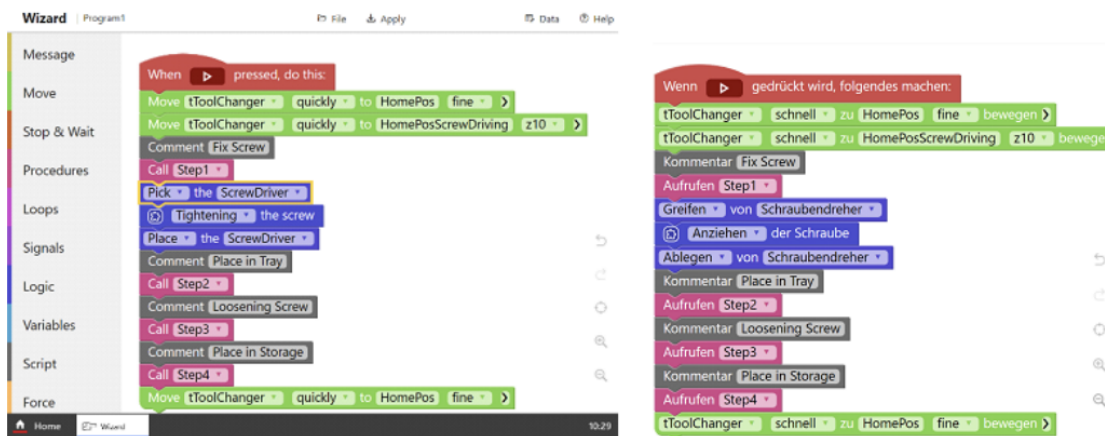 Wizard Program1 File Apply Data Help
Message
Move
Stop & Wait
Procedures
Loops
Signals
Logic
Variables
Script
Force
When pressed, do this:
Move tToolChanger quickly to HomePos fine
Move tToolChanger quickly to HomePosScrewDriving z10
Comment Fix Screw
Call Step1
Pick the ScrewDriver
Tightening the screw
Place the ScrewDriver
Comment Place in Tray
Call Step2
Comment Loosening Screw
Call Step3
Comment Place in Storage
Call Step4
Move tToolChanger quickly to HomePos fine
Home Wizard 10:29
Wenn gedrückt wird, folgendes machen:
tToolChanger schnell zu HomePos fine bewegen
tToolChanger schnell zu HomePosScrewDriving z10 bewege
Kommentar Fix Screw
Aufrufen Step1
Greifen von Schraubendreher
Anziehen der Schraube
Ablegen von Schraubendreher
Kommentar Place in Tray
Aufrufen Step2
Kommentar Loosening Screw
Aufrufen Step3
Kommentar Place in Storage
Aufrufen Step4
tToolChanger schnell zu HomePos fine bewegen